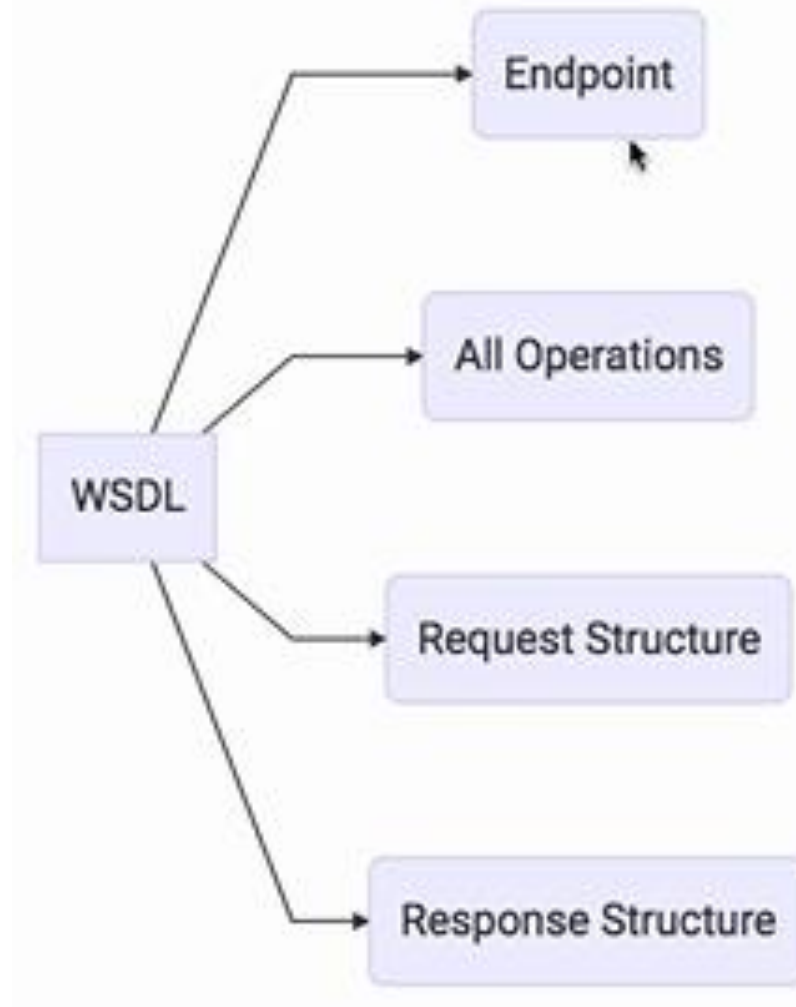 Endpoint
All Operations
WSDL
Request Structure
Response Structure